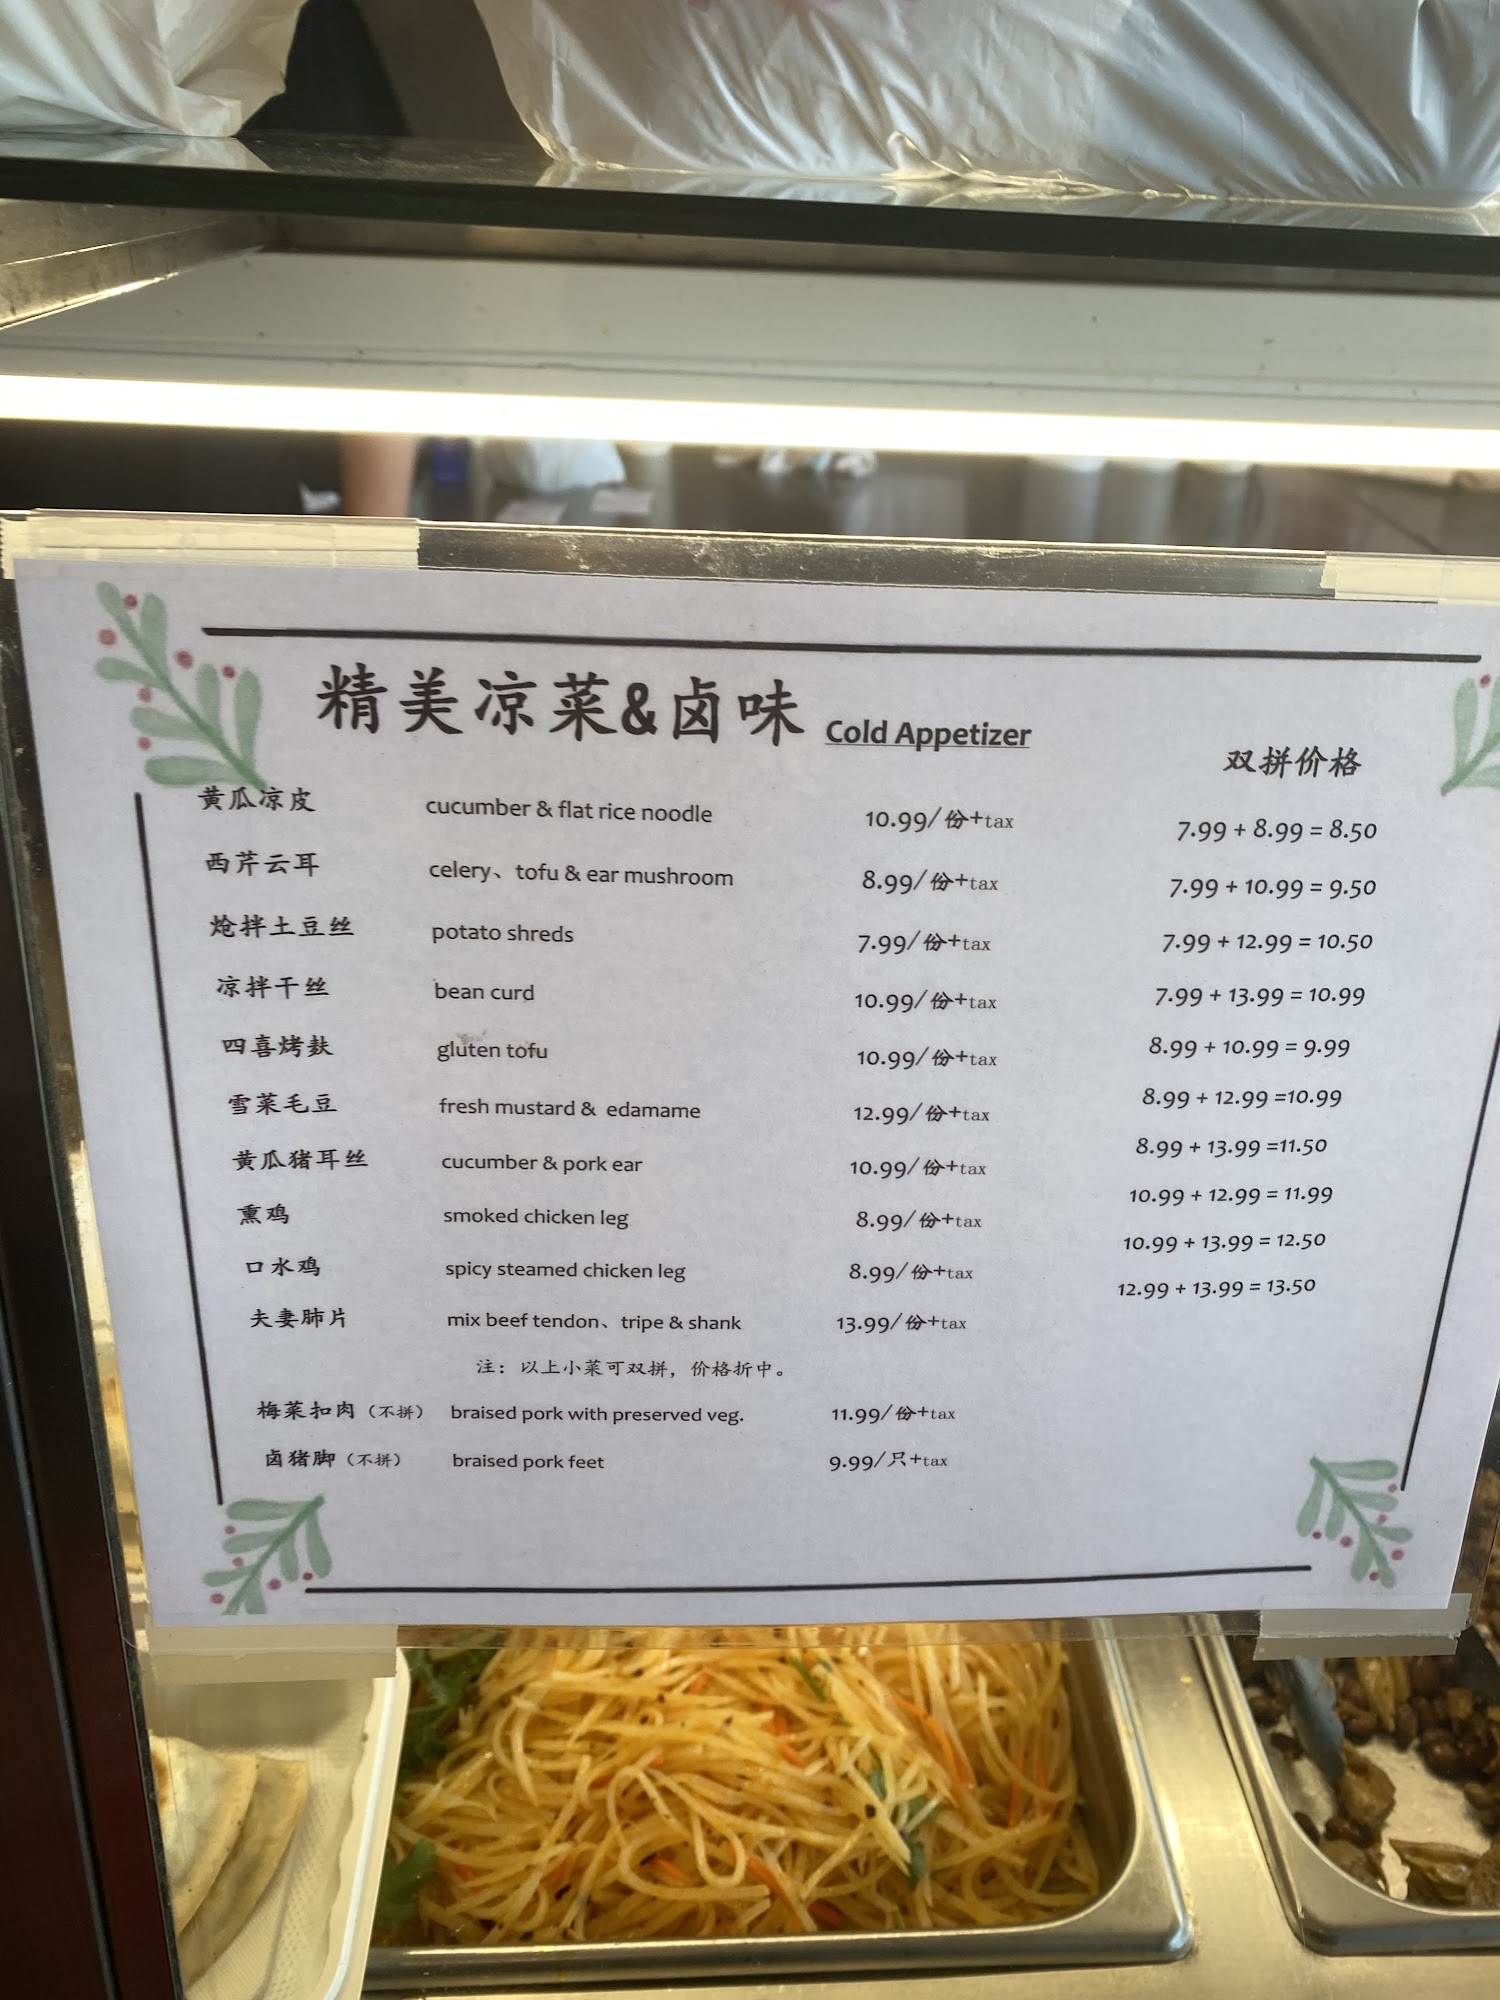 精美凉菜&卤味 Cold Appetizer
双拼价格
黄瓜凉皮 cucumber & flat rice noodle 10.99/份+tax 7.99 + 8.99 = 8.50
西芹云耳 celery、tofu & ear mushroom 8.99/份+tax 7.99 + 10.99 = 9.50
炝拌土豆丝 potato shreds 7.99/份+tax 7.99 + 12.99 = 10.50
凉拌干丝 bean curd 10.99/份+tax 7.99 + 13.99 = 10.99
四喜烤麸 gluten tofu 10.99/份+tax 8.99 + 10.99 = 9.99
雪菜毛豆 fresh mustard & edamame 12.99/份+tax 8.99 + 12.99 =10.99
黄瓜猪耳丝 cucumber & pork ear 10.99/份+tax 8.99 + 13.99 =11.50
熏鸡 smoked chicken leg 8.99/份+tax 10.99 + 12.99 = 11.99
口水鸡 spicy steamed chicken leg 8.99/份+tax 10.99 + 13.99 = 12.50
夫妻肺片 mix beef tendon、tripe & shank 13.99/份+tax 12.99 + 13.99 = 13.50
注：以上小菜可双拼，价格折中。
梅菜扣肉（不拼） braised pork with preserved veg. 11.99/份+tax
卤猪脚（不拼） braised pork feet 9.99/只+tax